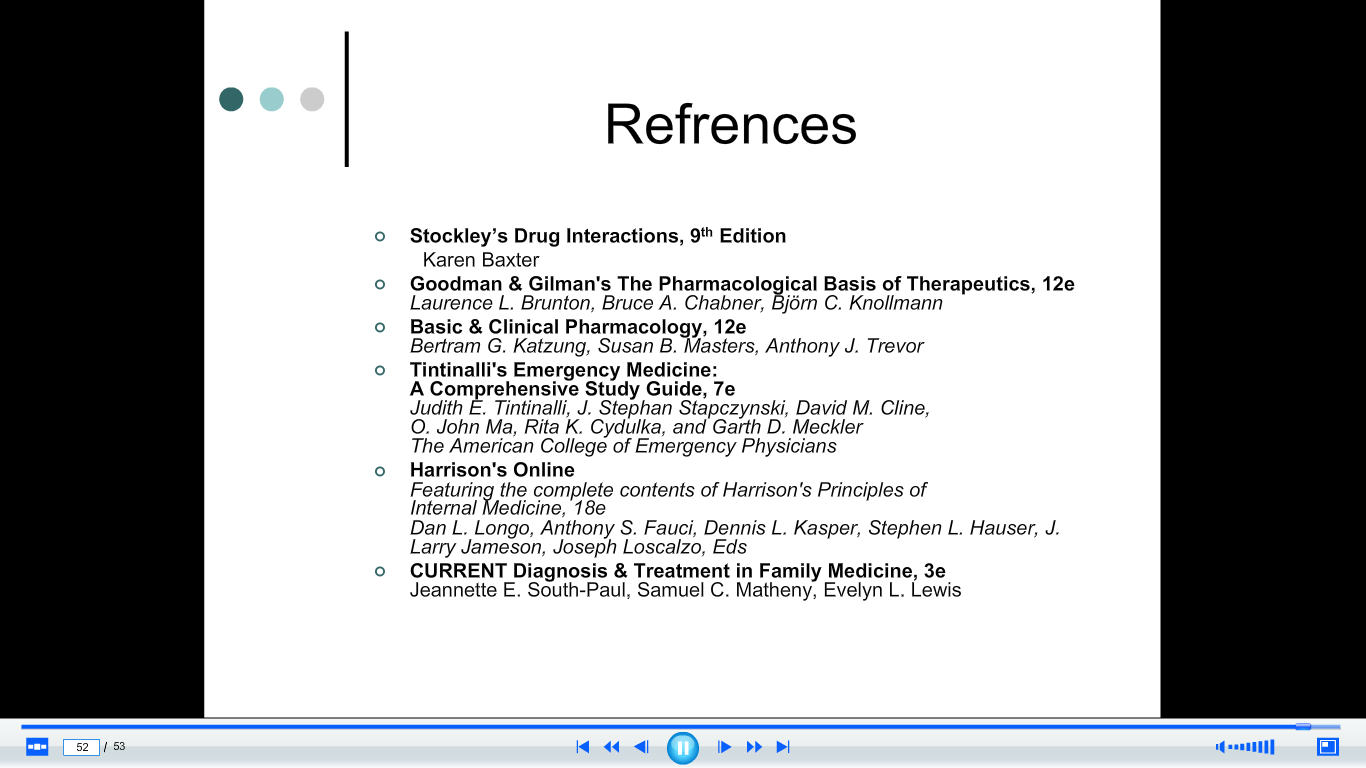 Refrences
Stockley’s Drug Interactions, 9th Edition
Karen Baxter
Goodman & Gilman's The Pharmacological Basis of Therapeutics, 12e
Laurence L. Brunton, Bruce A. Chabner, Björn C. Knollmann
Basic & Clinical Pharmacology, 12e
Bertram G. Katzung, Susan B. Masters, Anthony J. Trevor
Tintinalli's Emergency Medicine:
A Comprehensive Study Guide, 7e
Judith E. Tintinalli, J. Stephan Stapczynski, David M. Cline,
O. John Ma, Rita K. Cydulka, and Garth D. Meckler
The American College of Emergency Physicians
Harrison's Online
Featuring the complete contents of Harrison's Principles of
Internal Medicine, 18e
Dan L. Longo, Anthony S. Fauci, Dennis L. Kasper, Stephen L. Hauser, J.
Larry Jameson, Joseph Loscalzo, Eds
CURRENT Diagnosis & Treatment in Family Medicine, 3e
Jeannette E. South-Paul, Samuel C. Matheny, Evelyn L. Lewis
52 / 53